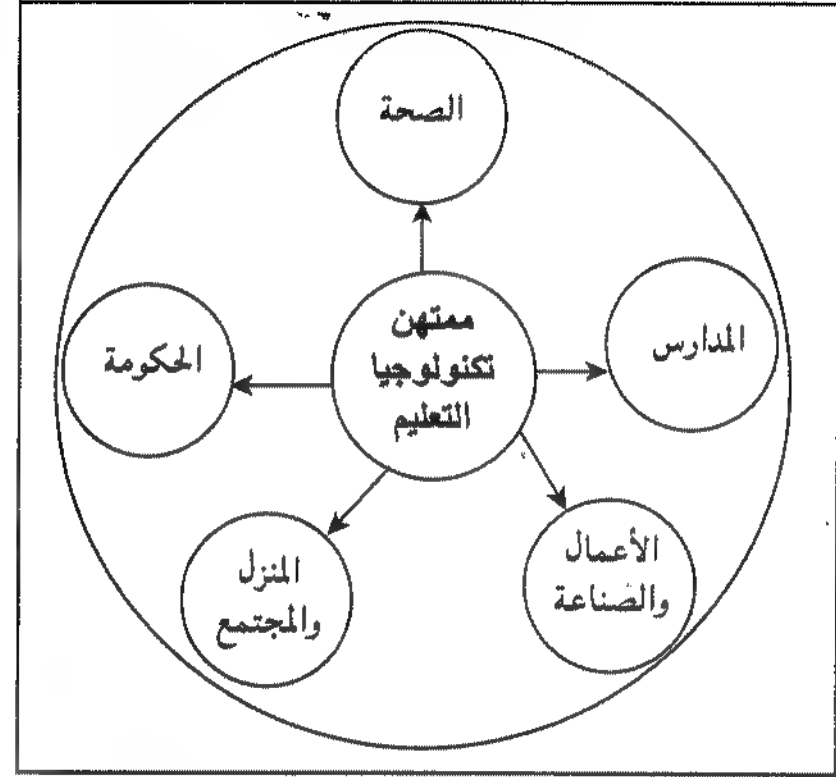 الصحة
المدارس
ممتهن
تكنولوجيا
التعليم
الحكومة
الأعمال
والصناعة
المنزل
والمجتمع